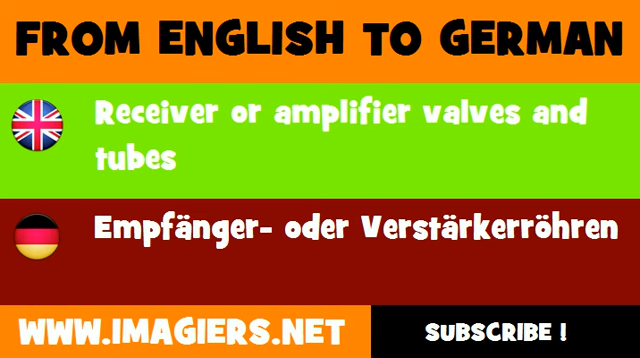 FROM ENGLISH TO GERMAN
Receiver or amplifier valves and
tubes
Empfänger- oder Verstärkerröhren
WWW.IMAGIERS.NET
SUBSCRIBE !